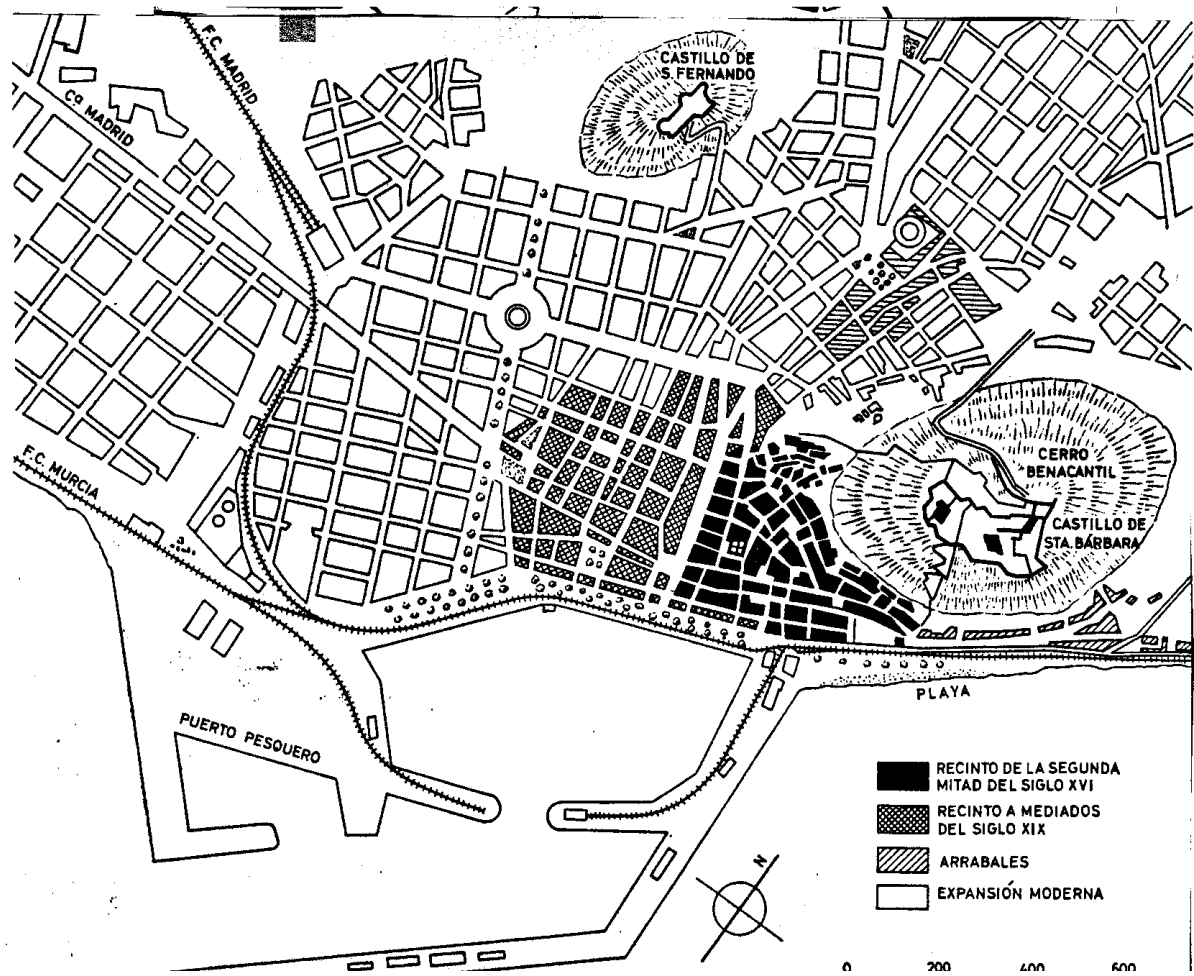 F.C. MADRID
Cª MADRID
CASTILLO DE
S. FERNANDO
F.C. MURCIA
CERRO
BENACANTIL
CASTILLO DE
STA. BÁRBARA
PLAYA
PUERTO PESQUERO
RECINTO DE LA SEGUNDA
MITAD DEL SIGLO XVI
RECINTO A MEDIADOS
DEL SIGLO XIX
ARRABALES
EXPANSIÓN MODERNA
N
0 200 400 600